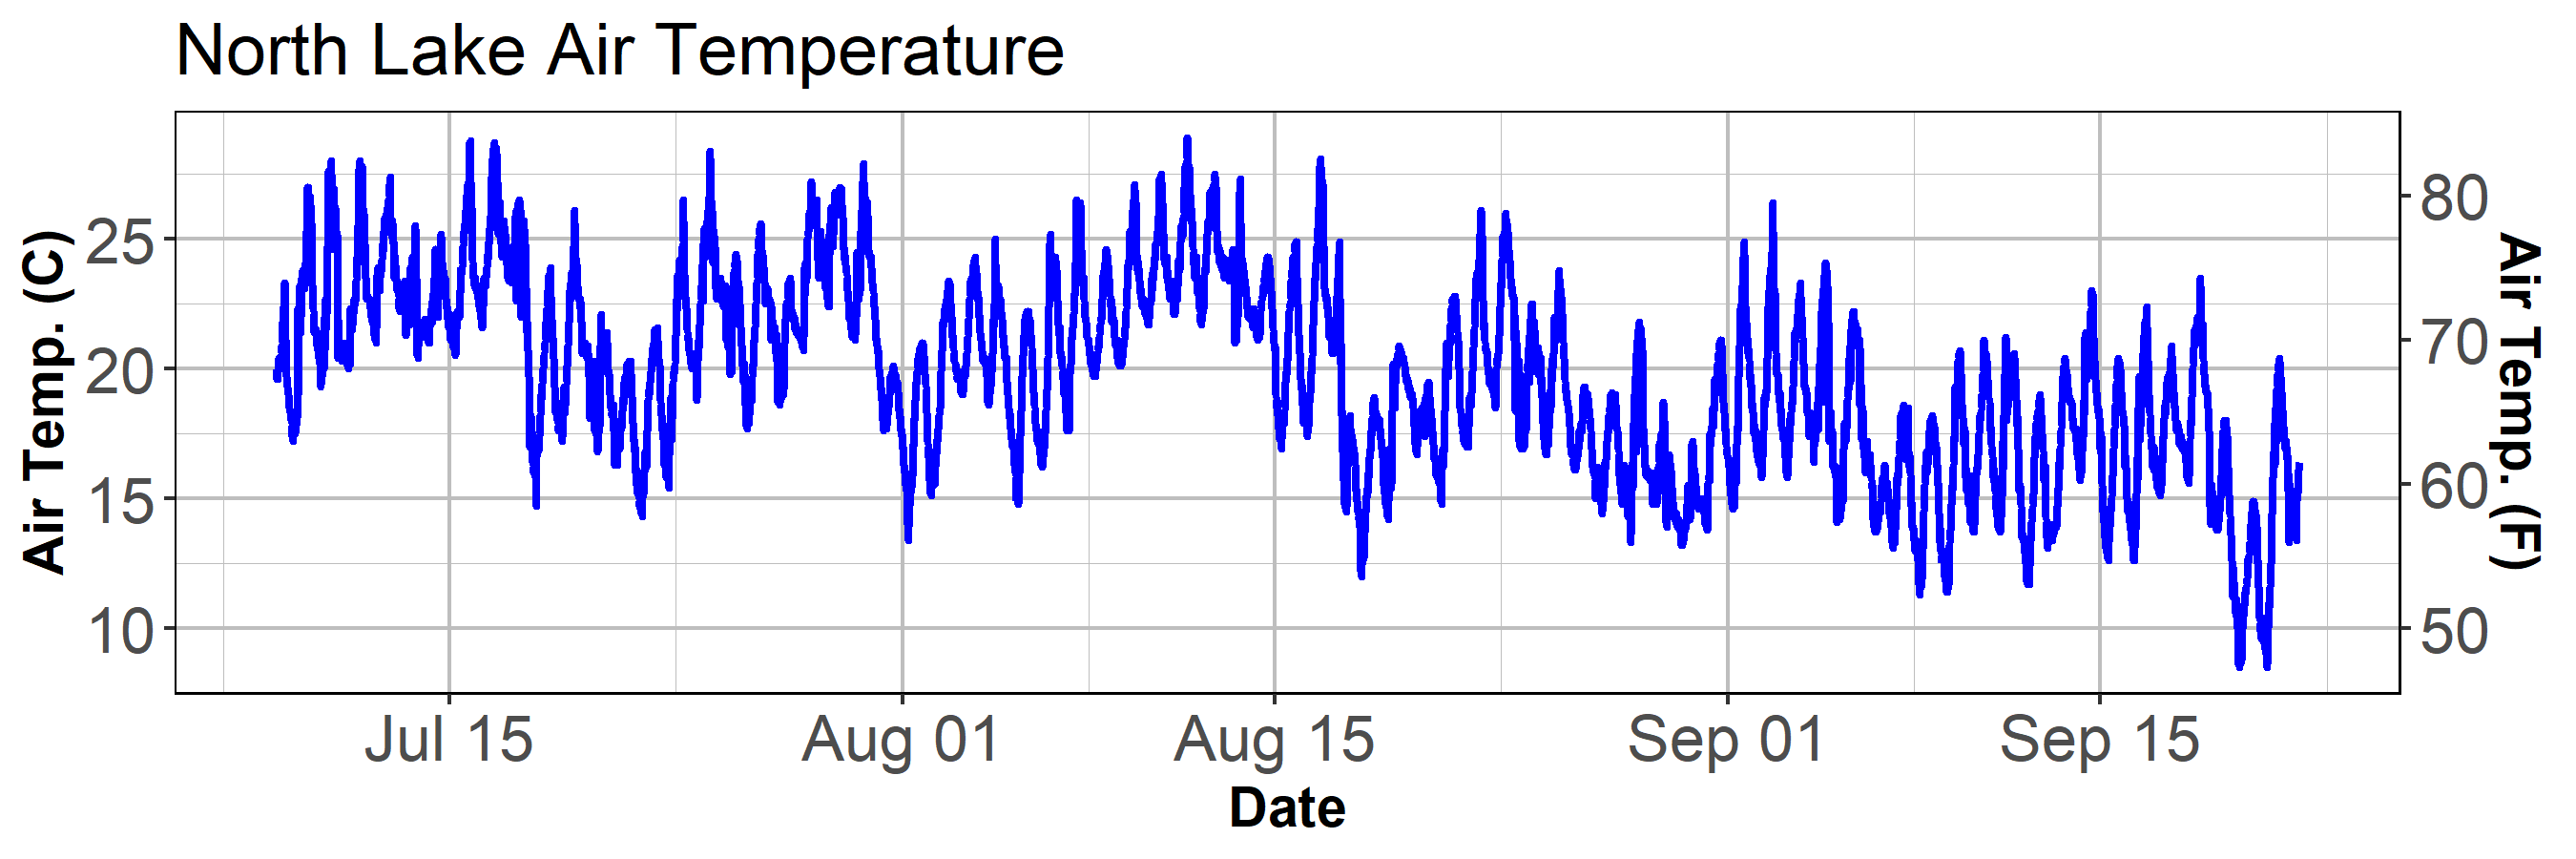 North Lake Air Temperature
Air Temp. (C)
25
20
15
10
80
70
60
50
Air Temp. (F)
Jul 15
Aug 01
Aug 15
Sep 01
Sep 15
Date